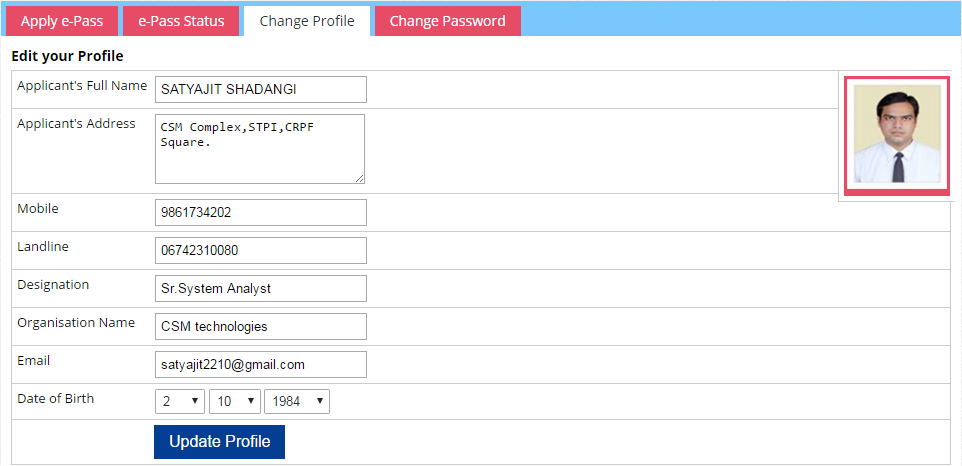 Apply e-Pass e-Pass Status Change Profile Change Password
Edit your Profile
Applicant's Full Name SATYAJIT SHADANGI
Applicant's Address CSM Complex,STPI,CRPF
Square.
Mobile 9861734202
Landline 06742310080
Designation Sr.System Analyst
Organisation Name CSM technologies
Email satyajit2210@gmail.com
Date of Birth 2 10 1984
Update Profile